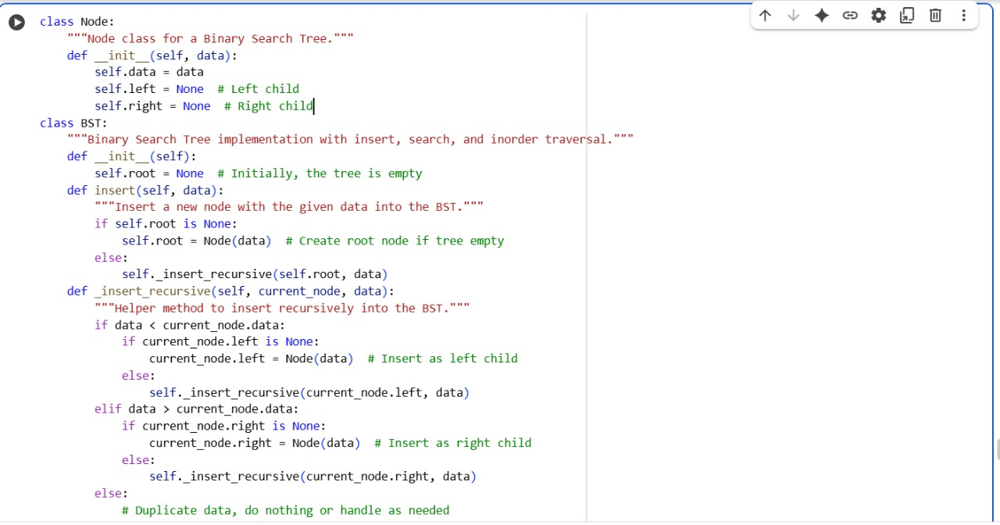 class Node:
    """Node class for a Binary Search Tree."""
    def __init__(self, data):
        self.data = data
        self.left = None  # Left child
        self.right = None  # Right child
class BST:
    """Binary Search Tree implementation with insert, search, and inorder traversal."""
    def __init__(self):
        self.root = None  # Initially, the tree is empty
    def insert(self, data):
        """Insert a new node with the given data into the BST."""
        if self.root is None:
            self.root = Node(data)  # Create root node if tree empty
        else:
            self._insert_recursive(self.root, data)
    def _insert_recursive(self, current_node, data):
        """Helper method to insert recursively into the BST."""
        if data < current_node.data:
            if current_node.left is None:
                current_node.left = Node(data)  # Insert as left child
            else:
                self._insert_recursive(current_node.left, data)
        elif data > current_node.data:
            if current_node.right is None:
                current_node.right = Node(data)  # Insert as right child
            else:
                self._insert_recursive(current_node.right, data)
        else:
            # Duplicate data, do nothing or handle as needed